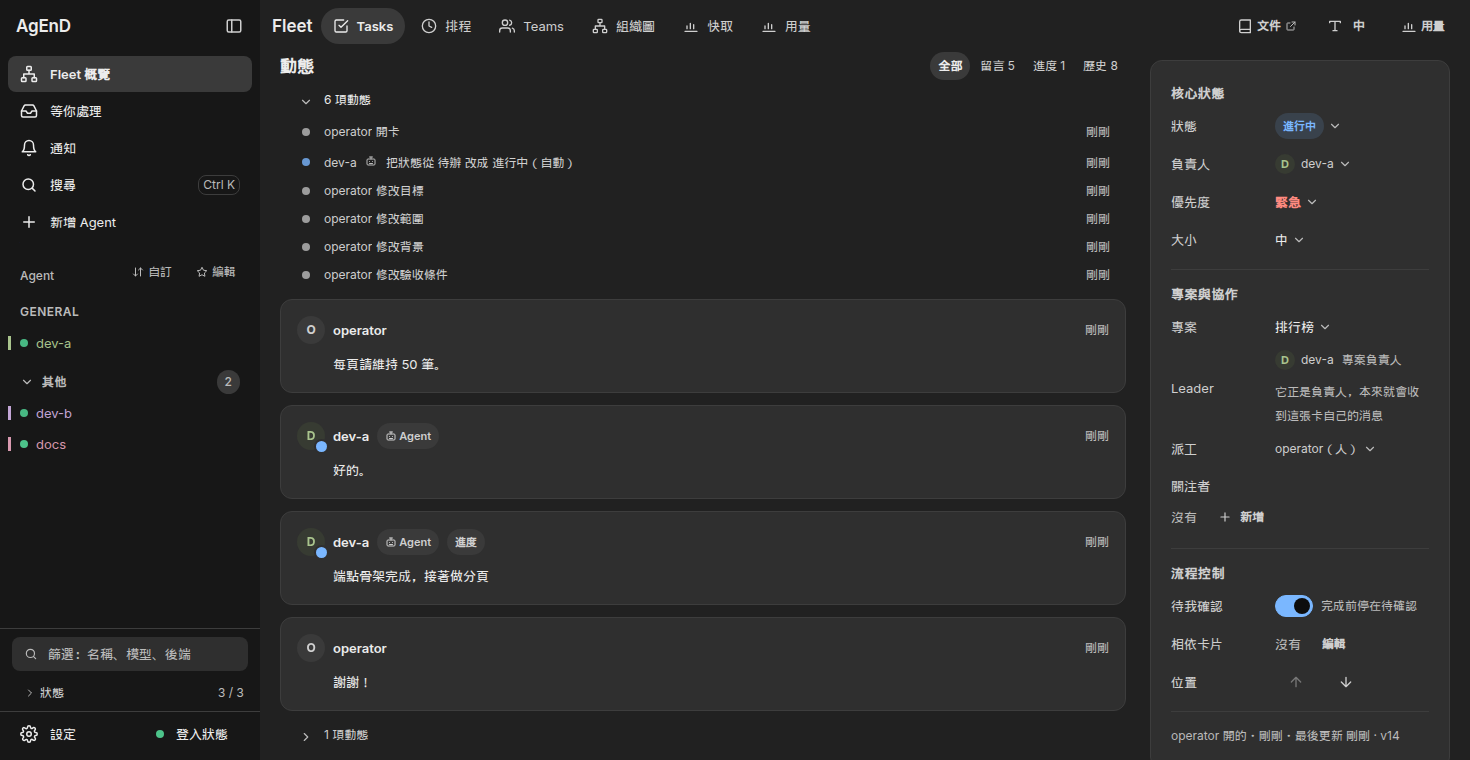 AgEnD
Fleet 概覽
等你處理
通知
搜尋 Ctrl K
新增 Agent
Agent 自訂 編輯
GENERAL
dev-a
其他 2
dev-b
docs
篩選：名稱、模型、後端
狀態 3 / 3
設定 登入狀態
Fleet Tasks 排程 Teams 組織圖 快取 用量 文件 中 用量
動態 全部 留言 5 進度 1 歷史 8
6 項動態
operator 開卡 剛剛
dev-a 把狀態從 待辦 改成 進行中（自動） 剛剛
operator 修改目標 剛剛
operator 修改範圍 剛剛
operator 修改背景 剛剛
operator 修改驗收條件 剛剛
O operator 剛剛
每頁請維持 50 筆。
D dev-a Agent 剛剛
好的。
D dev-a Agent 進度 剛剛
端點骨架完成，接著做分頁
O operator 剛剛
謝謝！
1 項動態
核心狀態
狀態 進行中
負責人 D dev-a
優先度 緊急
大小 中
專案與協作
專案 排行榜
D dev-a 專案負責人
Leader
它正是負責人，本來就會收
到這張卡自己的消息
派工 operator（人）
關注者
沒有 新增
流程控制
待我確認 完成前停在待確認
相依卡片 沒有 編輯
位置
operator 開的・剛剛・最後更新 剛剛 · v14